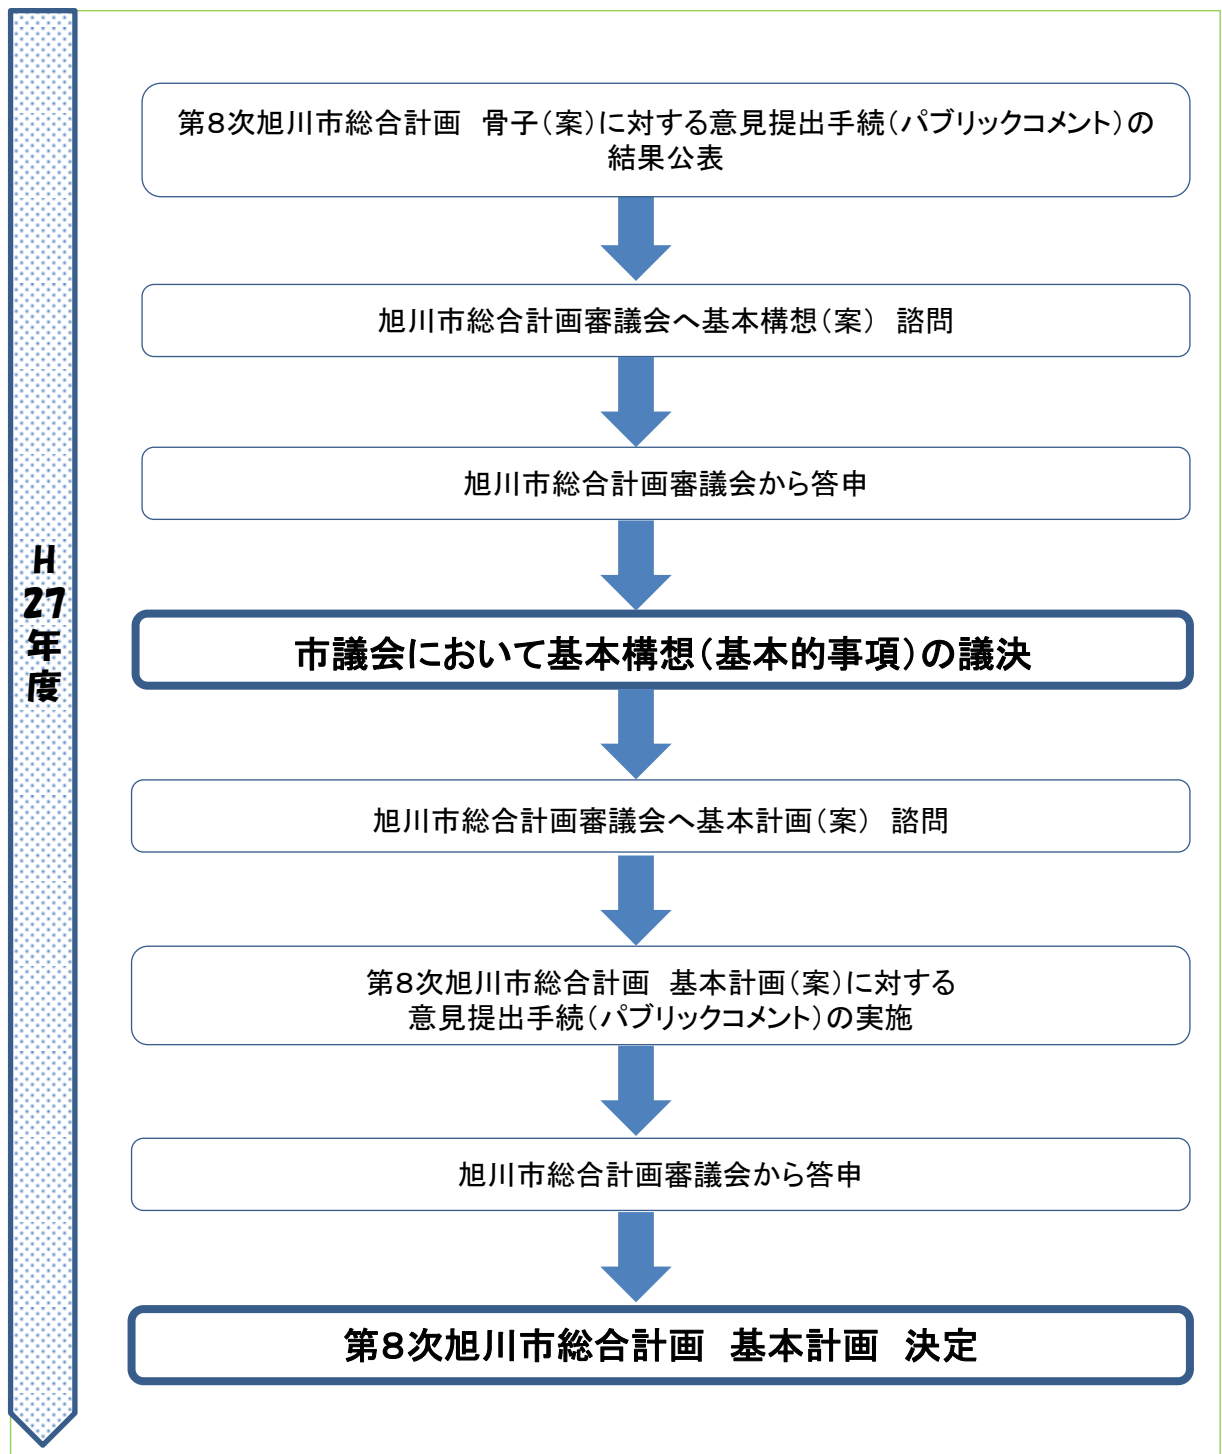 H
27
年
度
第8次旭川市総合計画　骨子（案）に対する意見提出手続（パブリックコメント）の
結果公表
旭川市総合計画審議会へ基本構想（案）　諮問
旭川市総合計画審議会から答申
市議会において基本構想（基本的事項）の議決
旭川市総合計画審議会へ基本計画（案）　諮問
第8次旭川市総合計画　基本計画（案）に対する
意見提出手続（パブリックコメント）の実施
旭川市総合計画審議会から答申
第8次旭川市総合計画　基本計画　決定